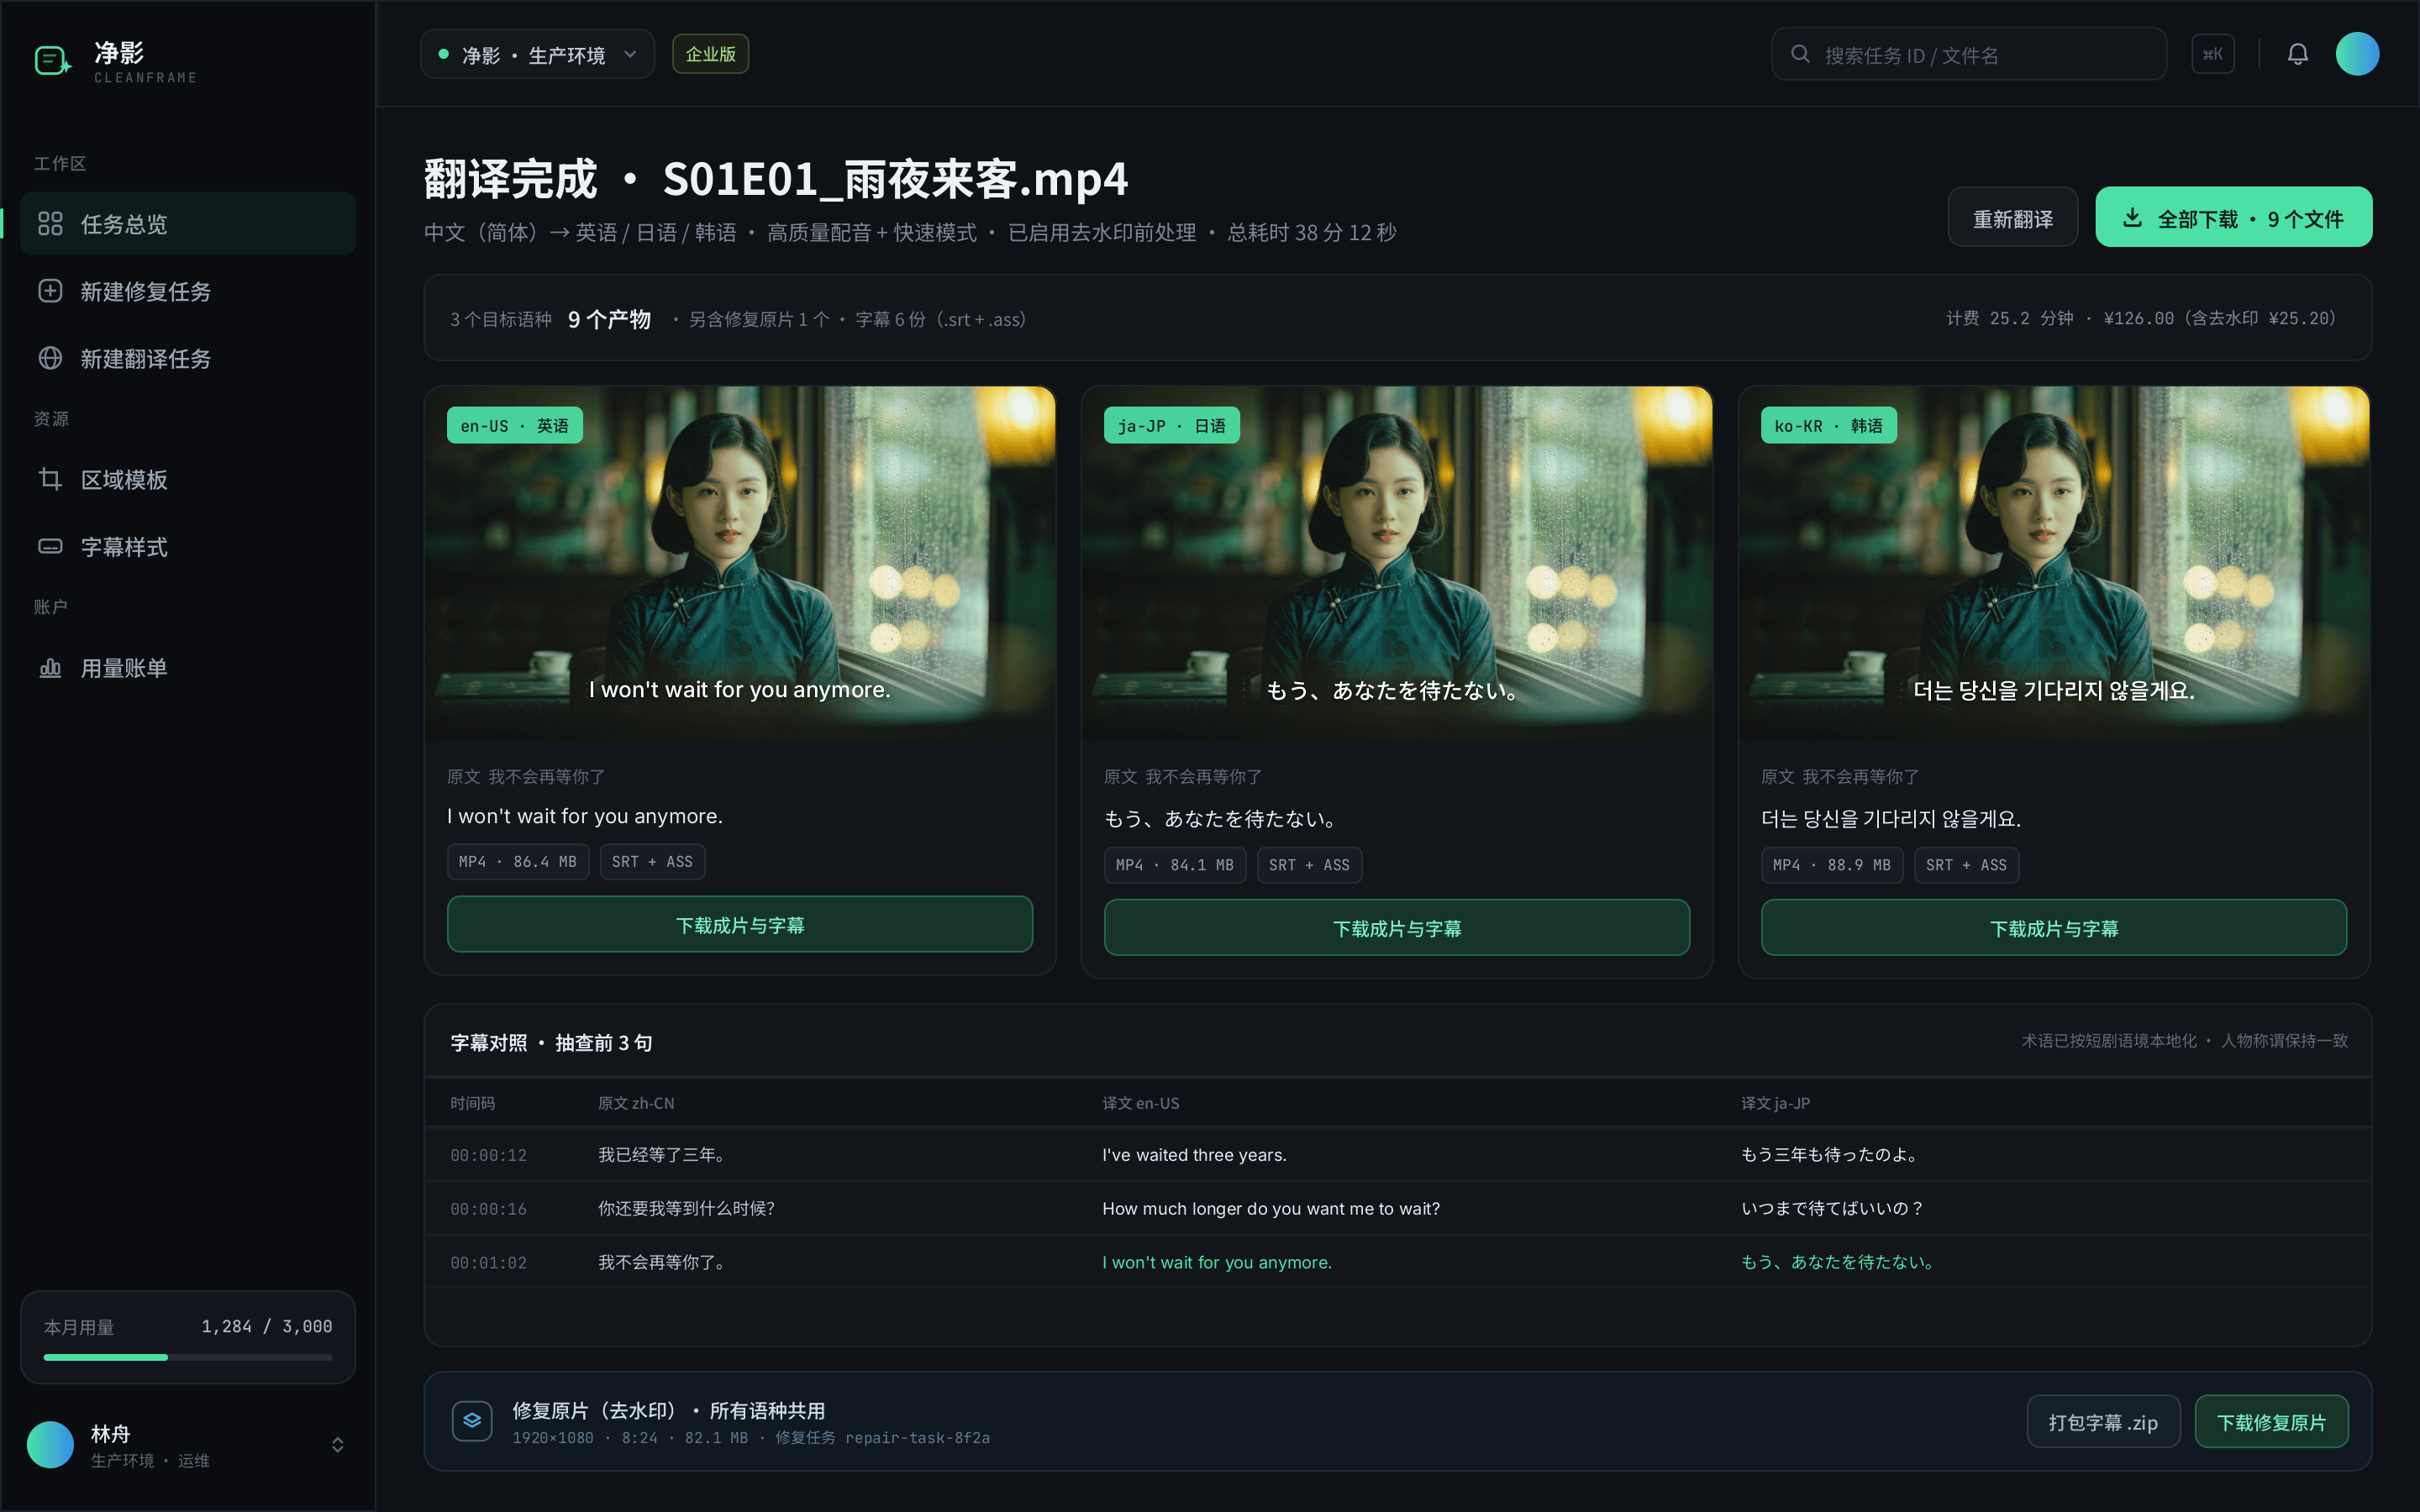 净影
CLEANFRAME
工作区
任务总览
新建修复任务
新建翻译任务
资源
区域模板
字幕样式
账户
用量账单
本月用量 1,284 / 3,000
林舟
生产环境 · 运维
净影 · 生产环境
企业版
搜索任务 ID / 文件名
⌘K
翻译完成 · S01E01_雨夜来客.mp4
中文（简体）→ 英语 / 日语 / 韩语 · 高质量配音 + 快速模式 · 已启用去水印前处理 · 总耗时 38 分 12 秒
重新翻译
全部下载 · 9 个文件
3 个目标语种 9 个产物 · 另含修复原片 1 个 · 字幕 6 份（.srt + .ass）
计费 25.2 分钟 · ¥126.00（含去水印 ¥25.20）
en-US · 英语
I won't wait for you anymore.
原文 我不会再等你了
I won't wait for you anymore.
MP4 · 86.4 MB
SRT + ASS
下载成片与字幕
ja-JP · 日语
もう、あなたを待たない。
原文 我不会再等你了
もう、あなたを待たない。
MP4 · 84.1 MB
SRT + ASS
下载成片与字幕
ko-KR · 韩语
더는 당신을 기다리지 않을게요.
原文 我不会再等你了
더는 당신을 기다리지 않을게요.
MP4 · 88.9 MB
SRT + ASS
下载成片与字幕
字幕对照 · 抽查前 3 句
术语已按短剧语境本地化 · 人物称谓保持一致
时间码 原文 zh-CN 译文 en-US 译文 ja-JP
00:00:12 我已经等了三年。 I've waited three years. もう三年も待ったのよ。
00:00:16 你还要我等到什么时候? How much longer do you want me to wait? いつまで待てばいいの？
00:01:02 我不会再等你了。 I won't wait for you anymore. もう、あなたを待たない。
修复原片（去水印）· 所有语种共用
1920×1080 · 8:24 · 82.1 MB · 修复任务 repair-task-8f2a
打包字幕 .zip
下载修复原片